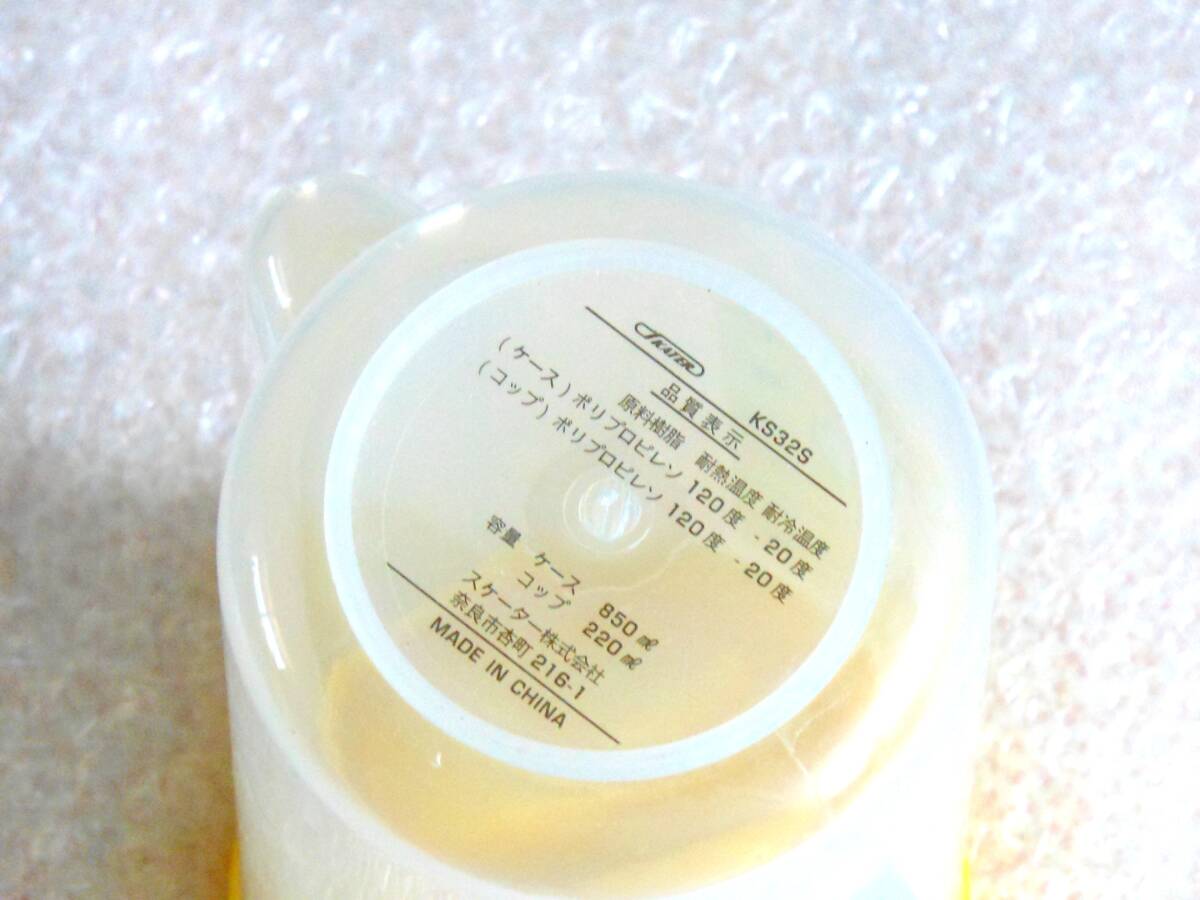 SKATER
品質表示 KS32S
原料樹脂 耐熱温度 耐冷温度
(ケース)ポリプロピレン 120度 -20度
(コップ)ポリプロピレン 120度 -20度
容量 ケース 850㎖
コップ 220㎖
スケーター株式会社
奈良市杏町216-1
MADE IN CHINA